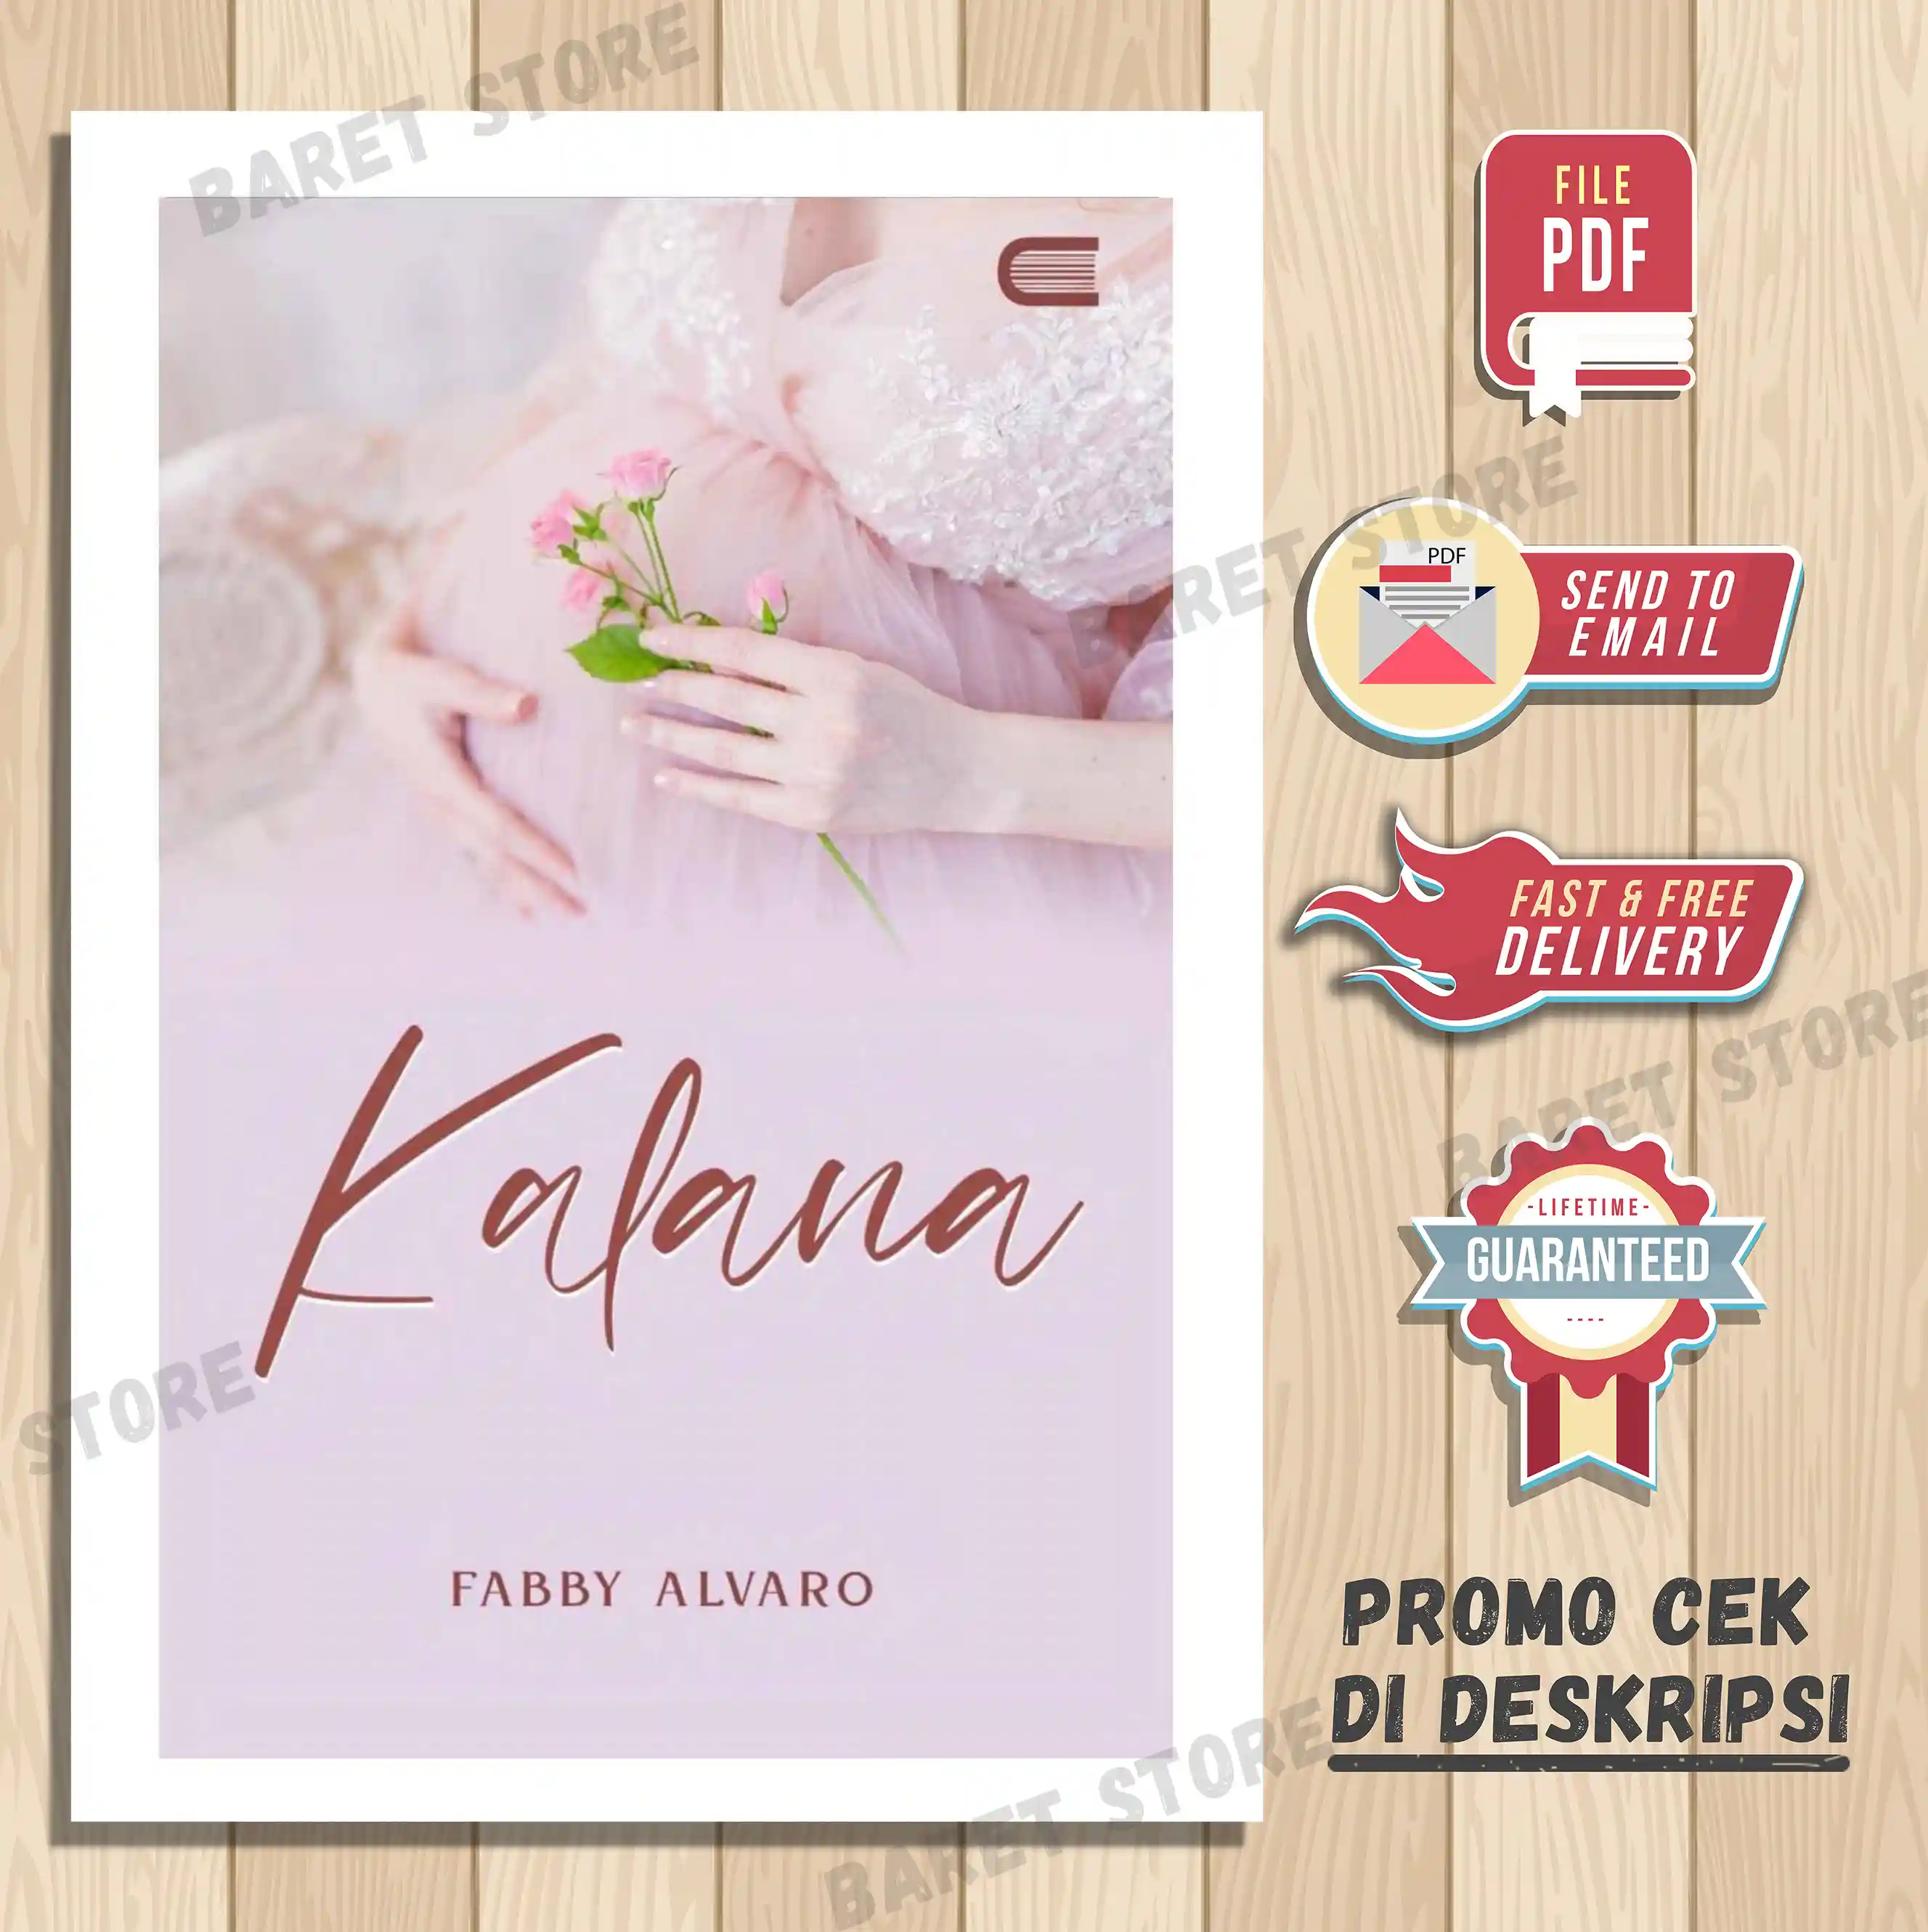 BARET STORE
FILE
PDF
PDF
SEND TO
EMAIL
BARET STORE
FAST & FREE
DELIVERY
BARET STORE
Kalana
-LIFETIME-
GUARANTEED
----
STORE
FABBY ALVARO
PROMO CEK
DI DESKRIPSI
BARET STORE